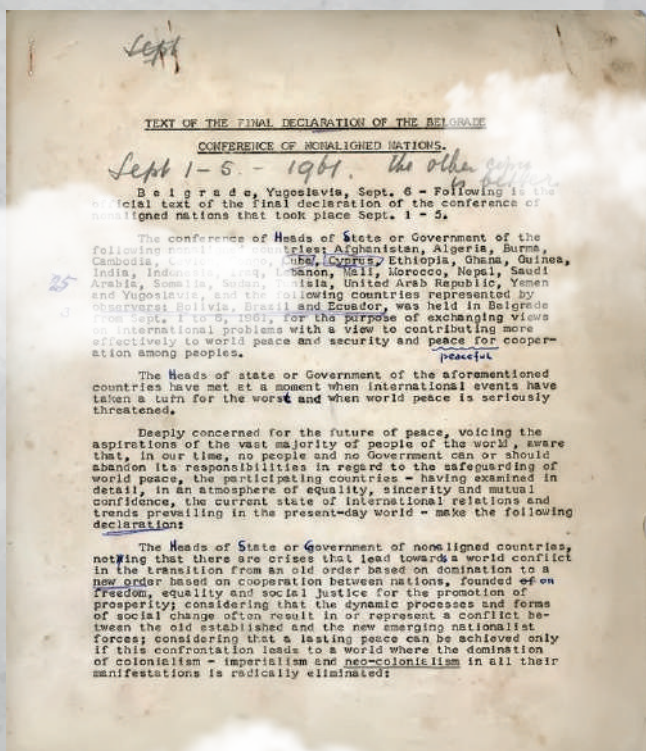 Sept
TEXT OF THE FINAL DECLARATION OF THE BELGRADE
CONFERENCE OF NONALIGNED NATIONS.
Sept 1-5. - 1961. the other
B e l g r a d e, Yugoslavia, Sept. 6 - Following is the
official text of the final declaration of the conference of
nonaligned nations that took place Sept. 1 - 5.
The conference of Heads of State or Government of the
following countries: Afghanistan, Algeria, Burma,
Cambodia, Cuba, Cyprus, Ethiopia, Ghana, Guinea,
India, Indonesia, Iraq, Lebanon, Mali, Morocco, Nepal, Saudi
Arabia, Somalia, Sudan, Tunisia, United Arab Republic, Yemen
25
and Yugoslavia, and the following countries represented by
observers: Bolivia, Brazil and Ecuador, was held in Belgrade
from Sept. 1 to 1961, for the purpose of exchanging views
on international problems with a view to contributing more
effectively to world peace and security and peace for cooper-
ation among peoples.
peaceful
The Heads of state or Government of the aforementioned
countries have met at a moment when international events have
taken a turn for the worst and when world peace is seriously
threatened.
Deeply concerned for the future of peace, voicing the
aspirations of the vast majority of people of the world , aware
that, in our time, no people and no Government can or should
abandon its responsibilities in regard to the safeguarding of
world peace, the participating countries - having examined in
detail, in an atmosphere of equality, sincerity and mutual
confidence, the current state of international relations and
trends prevailing in the present-day world - make the following
declaration:
The Heads of State or Government of nonaligned countries,
noting that there are crises that lead towards a world conflict
in the transition from an old order based on domination to a
new order based on cooperation between nations, founded of on
freedom, equality and social justice for the promotion of
prosperity; considering that the dynamic processes and forms
of social change often result in or represent a conflict be-
tween the old established and the new emerging nationalist
forces; considering that a lasting peace can be achieved only
if this confrontation leads to a world where the domination
of colonialism - imperialism and neo-colonialism in all their
manifestations is radically eliminated: